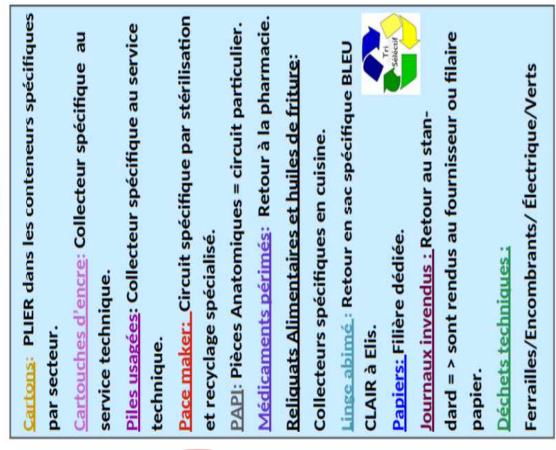 Cartons: PLIER dans les conteneurs spécifiques
par secteur.
Cartouches d'encre: Collecteur spécifique au
service technique.
Piles usagées: Collecteur spécifique au service
technique.
Pace maker: Circuit spécifique par stérilisation
et recyclage spécialisé.
PAPI: Pièces Anatomiques = circuit particulier.
Médicaments périmés: Retour à la pharmacie.
Reliquats Alimentaires et huiles de friture:
Collecteurs spécifiques en cuisine.
Linge abimé : Retour en sac spécifique BLEU
CLAIR à Elis.
Papiers: Filière dédiée.
Tri
Sélectif
Journaux invendus : Retour au stan-
dard = > sont rendus au fournisseur ou filaire
papier.
Déchets techniques :
Ferrailles/Encombrants/ Électrique/Verts